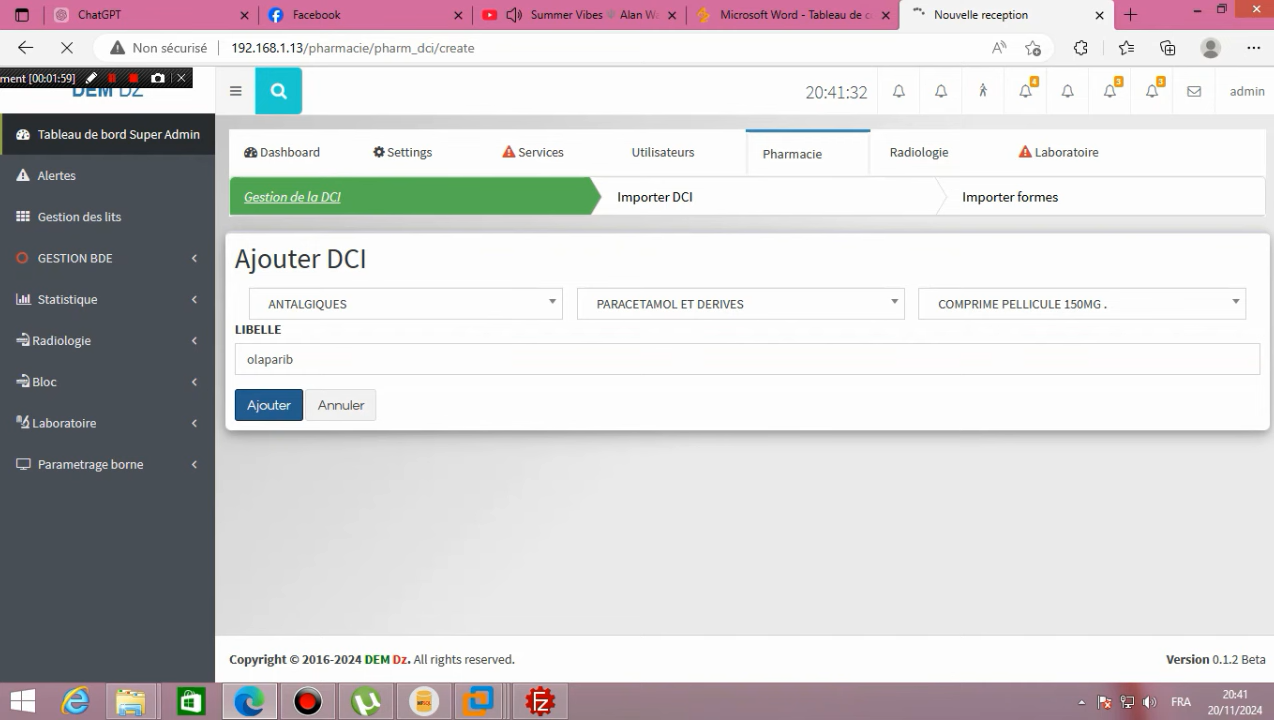 ChatGPT
Facebook
Summer Vibes Alan Wa
Microsoft Word - Tableau de c
Nouvelle reception
Non sécurisé
192.168.1.13/pharmacie/pharm_dci/create
ment [00:01:59]
DEM DZ
20:41:32
4
3
3
admin
Tableau de bord Super Admin
Alertes
Gestion des lits
GESTION BDE
Statistique
Radiologie
Bloc
Laboratoire
Parametrage borne
Dashboard
Settings
Services
Utilisateurs
Pharmacie
Radiologie
Laboratoire
Gestion de la DCI
Importer DCI
Importer formes
Ajouter DCI
ANTALGIQUES
PARACETAMOL ET DERIVES
COMPRIME PELLICULE 150MG .
LIBELLE
olaparib
Ajouter
Annuler
Copyright © 2016-2024 DEM Dz. All rights reserved.
Version 0.1.2 Beta
FRA
20:41
20/11/2024